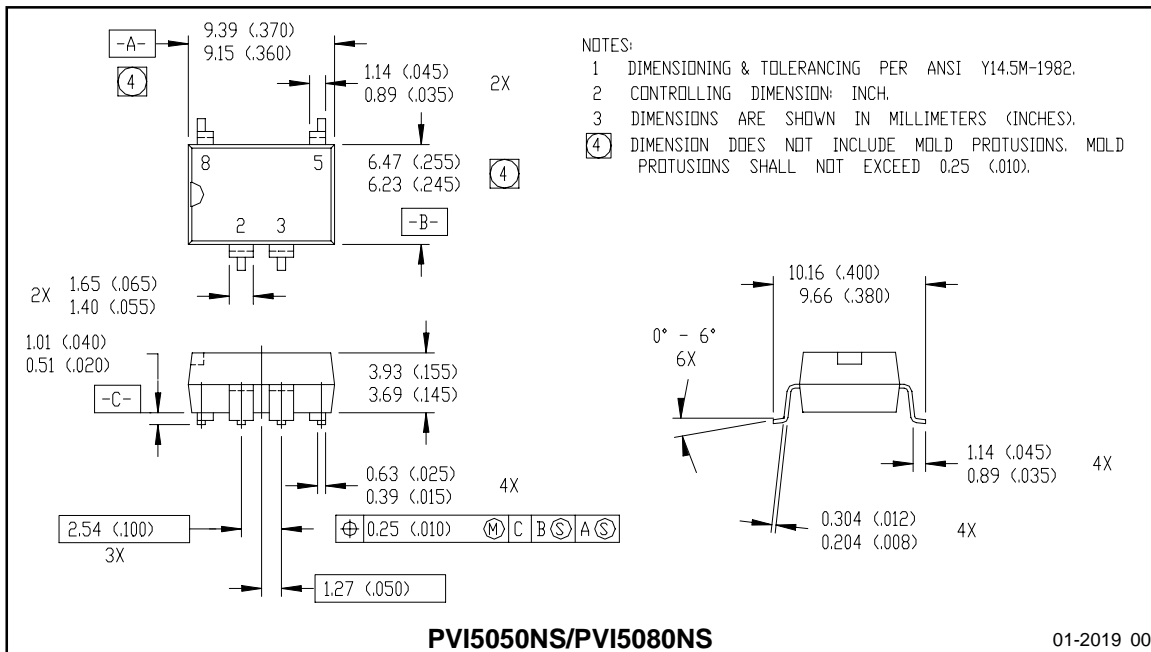 -A-
9.39 (.370)
9.15 (.360)
4
1.14 (.045)
0.89 (.035)
2X
8
5
6.47 (.255)
6.23 (.245)
4
-B-
2
3
2X
1.65 (.065)
1.40 (.055)
NOTES:
1 DIMENSIONING & TOLERANCING PER ANSI Y14.5M-1982.
2 CONTROLLING DIMENSION: INCH.
3 DIMENSIONS ARE SHOWN IN MILLIMETERS (INCHES).
4 DIMENSION DOES NOT INCLUDE MOLD PROTUSIONS. MOLD
PROTUSIONS SHALL NOT EXCEED 0.25 (.010).
1.01 (.040)
0.51 (.020)
-C-
3.93 (.155)
3.69 (.145)
0.63 (.025)
0.39 (.015)
4X
2.54 (.100)
3X
⌖ 0.25 (.010) Ⓜ C B Ⓢ A Ⓢ
1.27 (.050)
10.16 (.400)
9.66 (.380)
0° - 6°
6X
1.14 (.045)
0.89 (.035)
4X
0.304 (.012)
0.204 (.008)
4X
PVI5050NS/PVI5080NS
01-2019 00